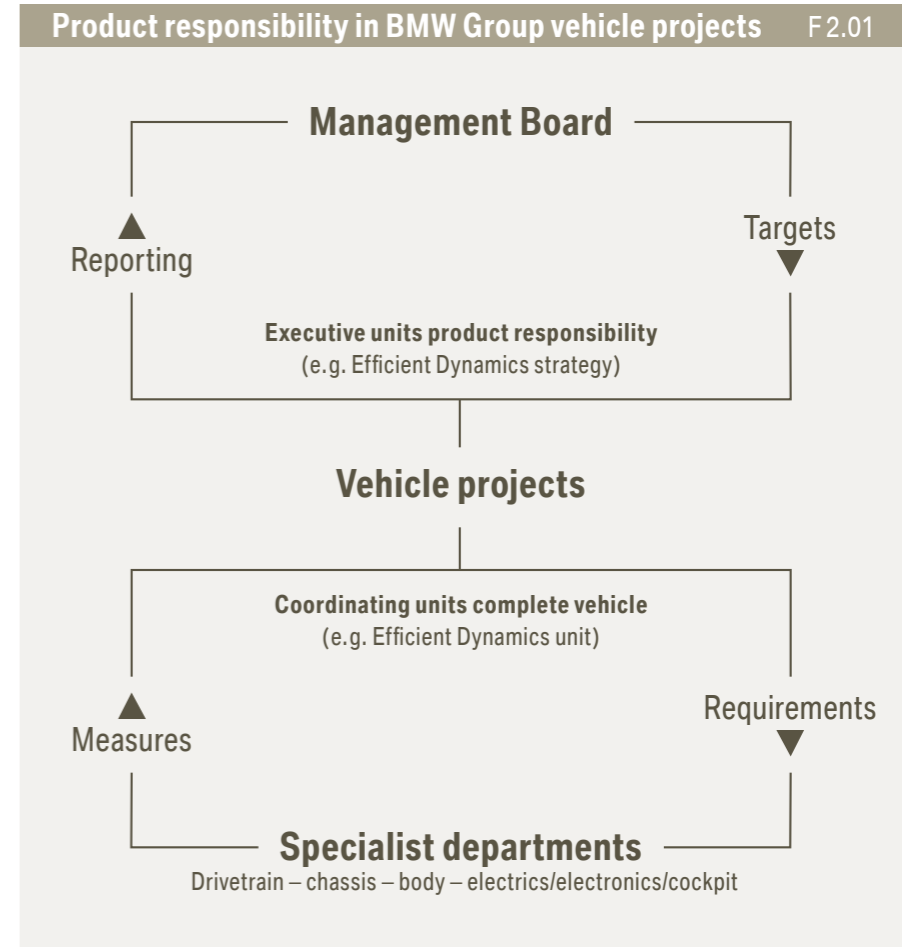 Product responsibility in BMW Group vehicle projects F 2.01
Management Board
Reporting
Targets
Executive units product responsibility
(e.g. Efficient Dynamics strategy)
Vehicle projects
Coordinating units complete vehicle
(e.g. Efficient Dynamics unit)
Measures
Requirements
Specialist departments
Drivetrain – chassis – body – electrics/electronics/cockpit